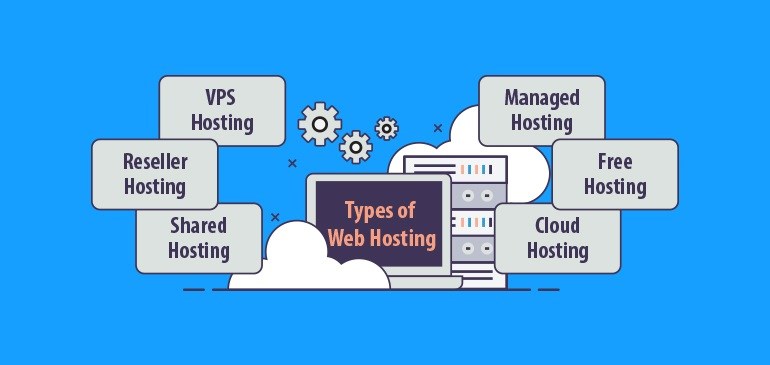 VPS
Hosting
Reseller
Hosting
Shared
Hosting
Types of
Web Hosting
Managed
Hosting
Free
Hosting
Cloud
Hosting